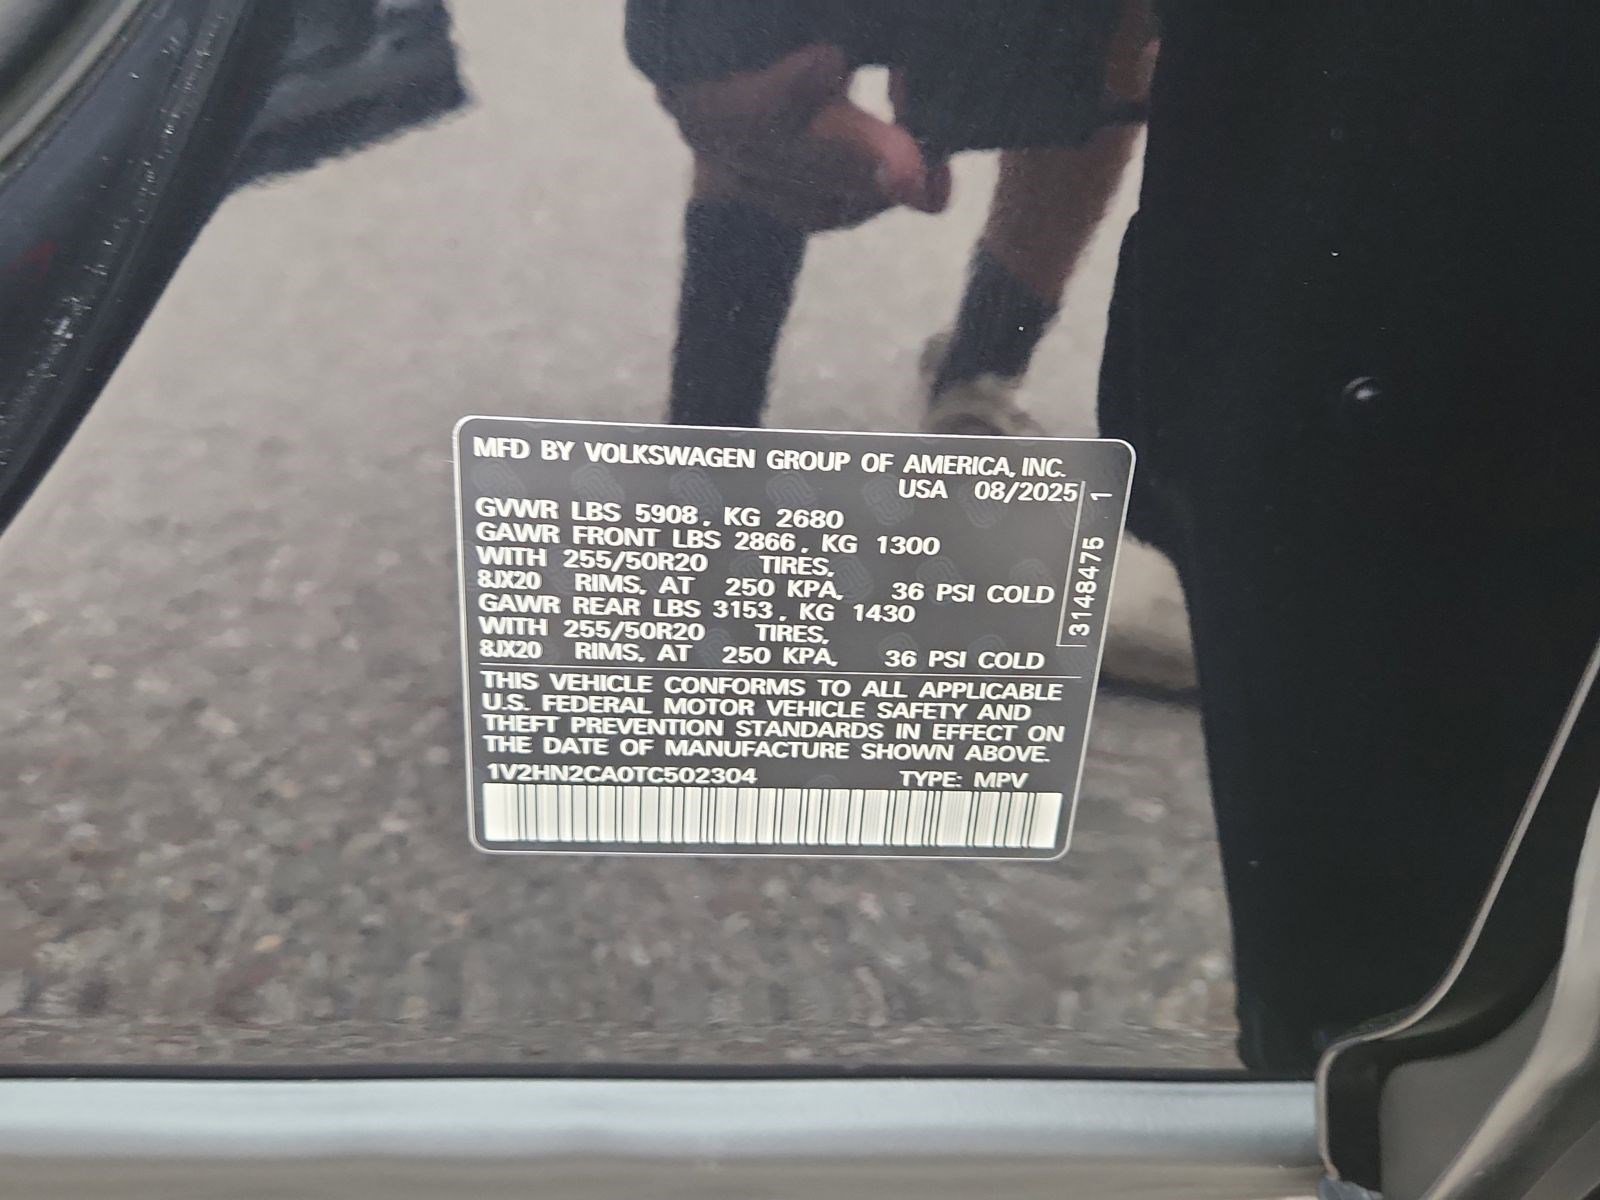 MFD BY VOLKSWAGEN GROUP OF AMERICA, INC.
USA 08/2025
GVWR LBS 5908, KG 2680
GAWR FRONT LBS 2866, KG 1300
WITH 255/50R20 TIRES,
8JX20 RIMS, AT 250 KPA, 36 PSI COLD
GAWR REAR LBS 3153, KG 1430
WITH 255/50R20 TIRES,
8JX20 RIMS, AT 250 KPA, 36 PSI COLD
3148475 1
THIS VEHICLE CONFORMS TO ALL APPLICABLE
U.S. FEDERAL MOTOR VEHICLE SAFETY AND
THEFT PREVENTION STANDARDS IN EFFECT ON
THE DATE OF MANUFACTURE SHOWN ABOVE.
1V2HN2CA0TC502304 TYPE: MPV